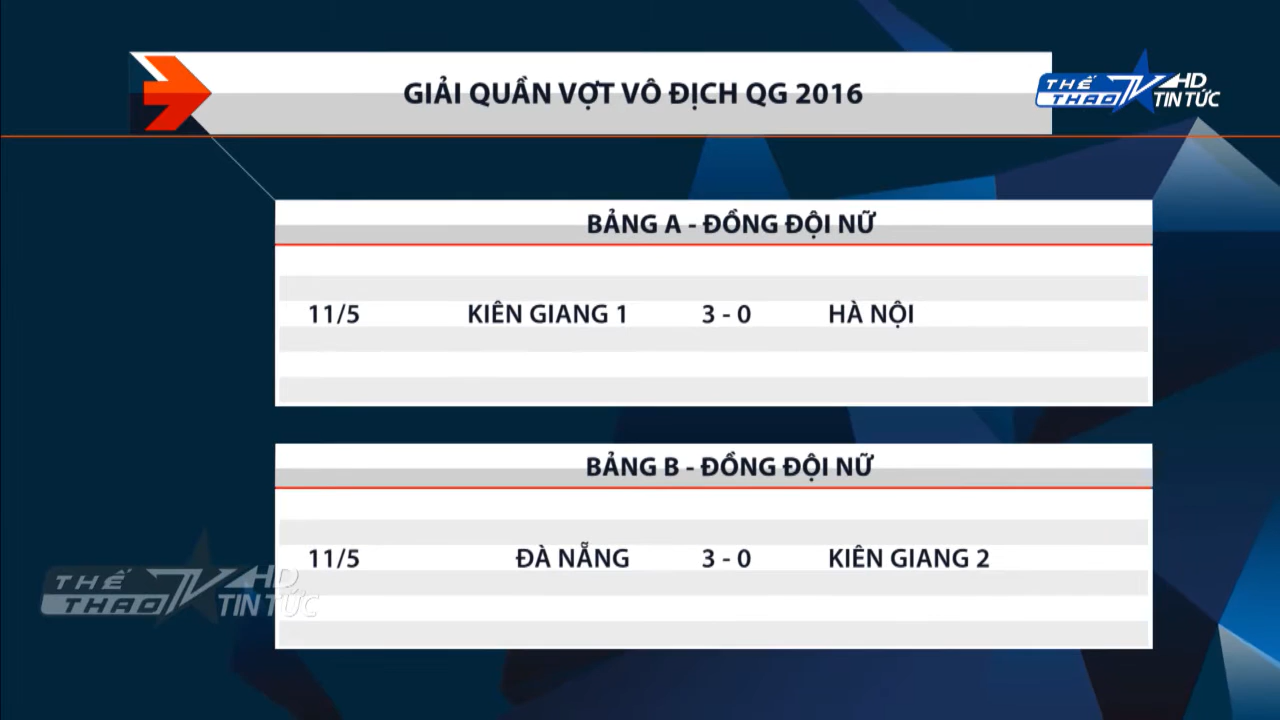 GIẢI QUẦN VỢT VÔ ĐỊCH QG 2016
THẾ THAO TV HD TIN TỨC
BẢNG A - ĐỒNG ĐỘI NỮ
11/5 KIÊN GIANG 1 3 - 0 HÀ NỘI
BẢNG B - ĐỒNG ĐỘI NỮ
11/5 ĐÀ NẴNG 3 - 0 KIÊN GIANG 2
THẾ THAO TV HD TIN TỨC